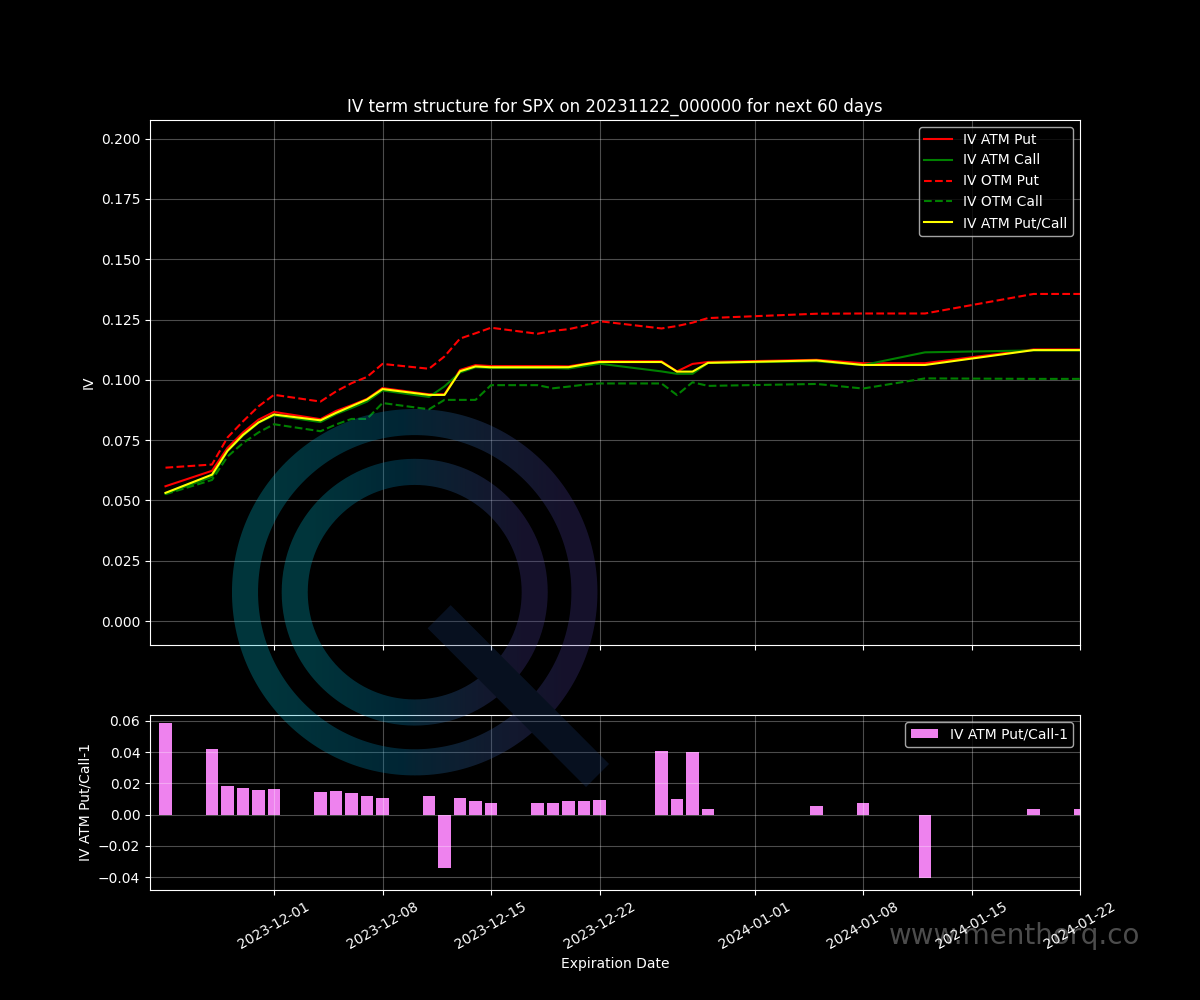 IV term structure for SPX on 20231122_000000 for next 60 days
IV
0.200
0.175
0.150
0.125
0.100
0.075
0.050
0.025
0.000
IV ATM Put
IV ATM Call
IV OTM Put
IV OTM Call
IV ATM Put/Call
IV ATM Put/Call-1
0.06
0.04
0.02
0.00
−0.02
−0.04
IV ATM Put/Call-1
2023-12-01
2023-12-08
2023-12-15
2023-12-22
2024-01-01
2024-01-08
2024-01-15
2024-01-22
www.menthorq.co
Expiration Date